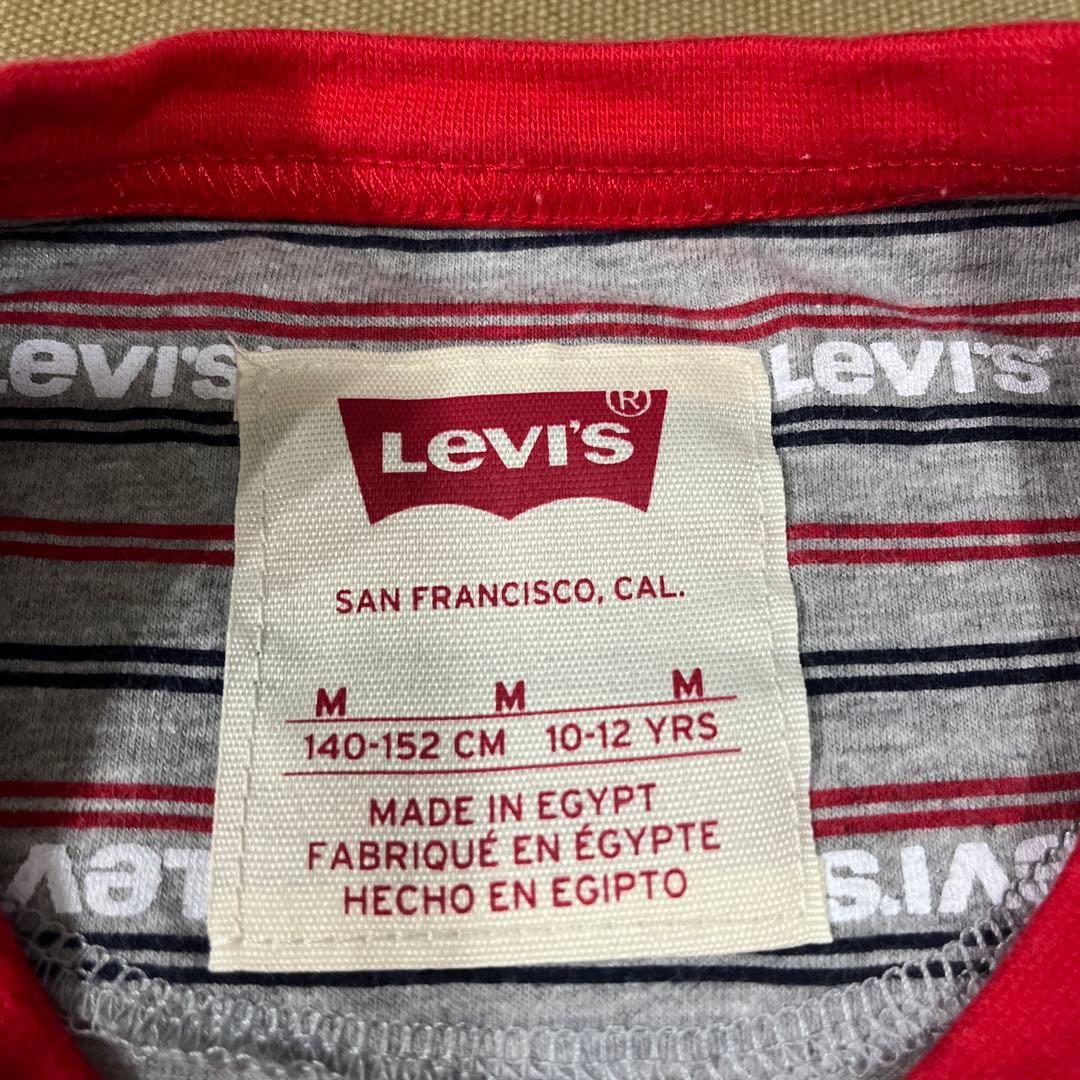 Levi's
Levi's
®
Levi's
SAN FRANCISCO, CAL.
M M M
140-152 CM 10-12 YRS
MADE IN EGYPT
FABRIQUÉ EN ÉGYPTE
HECHO EN EGIPTO